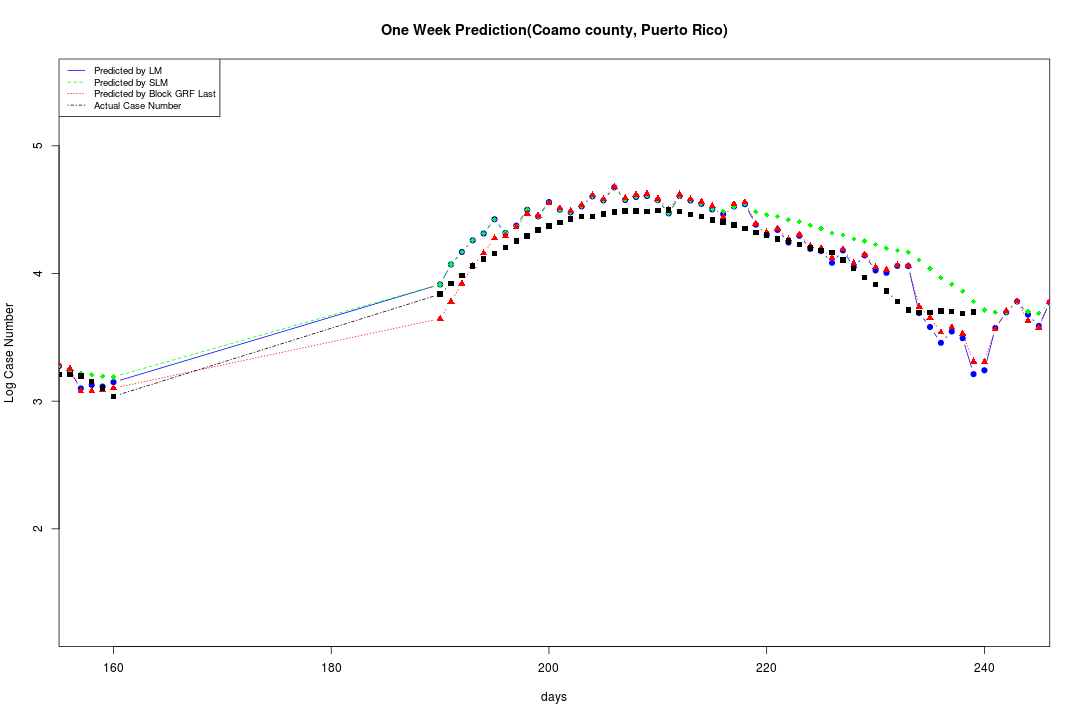 One Week Prediction(Coamo county, Puerto Rico)
Predicted by LM
Predicted by SLM
Predicted by Block GRF Last
Actual Case Number
5
4
3
2
Log Case Number
160 180 200 220 240
days